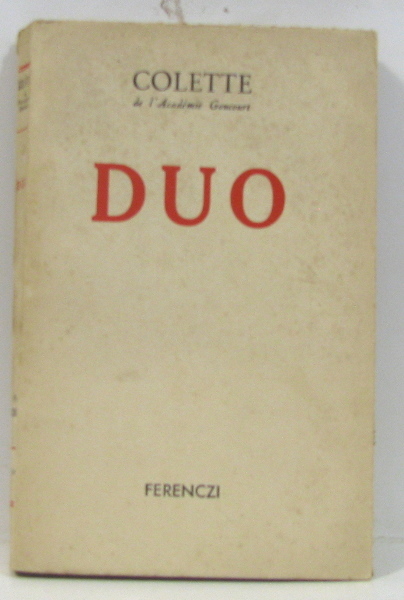 COLETTE
de l'Académie Goncourt
DUO
FERENCZI